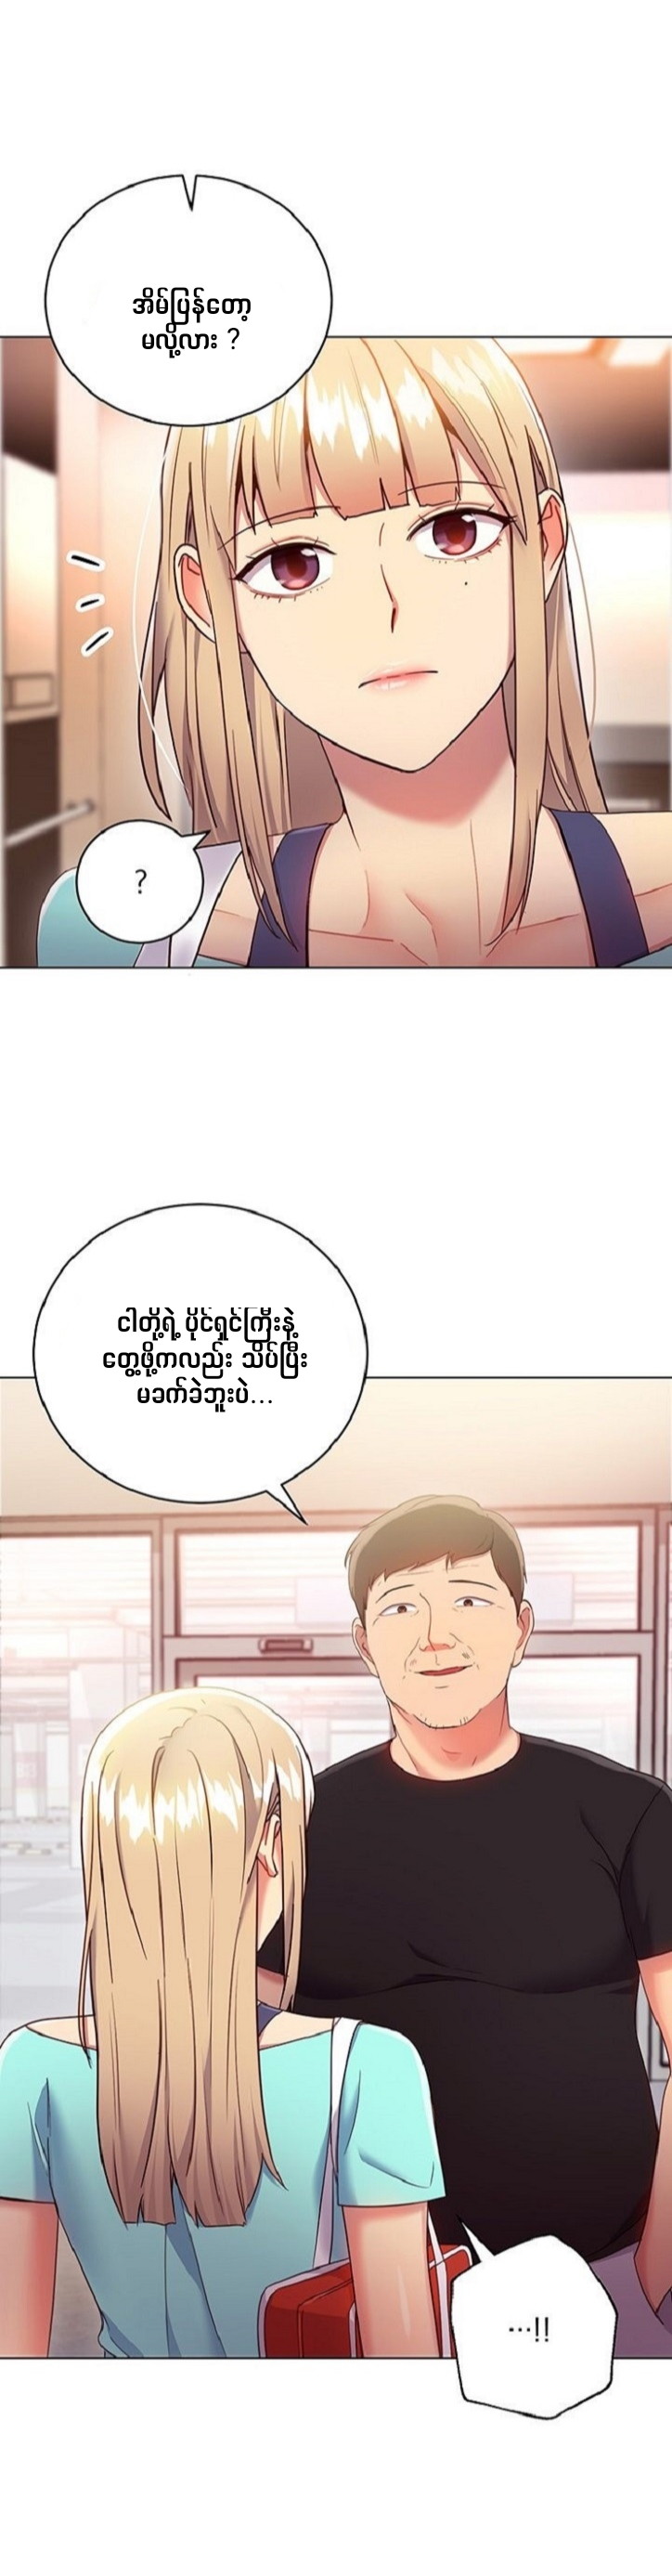 အိမ်ပြန်တော့
မလို့လား ?
?
ငါတို့ရဲ့ ပိုင်ရှင်ကြီးနဲ့
တွေ့ဖို့ကလည်း သိပ်ပြီး
မခက်ခဲဘူးပဲ...
...!!